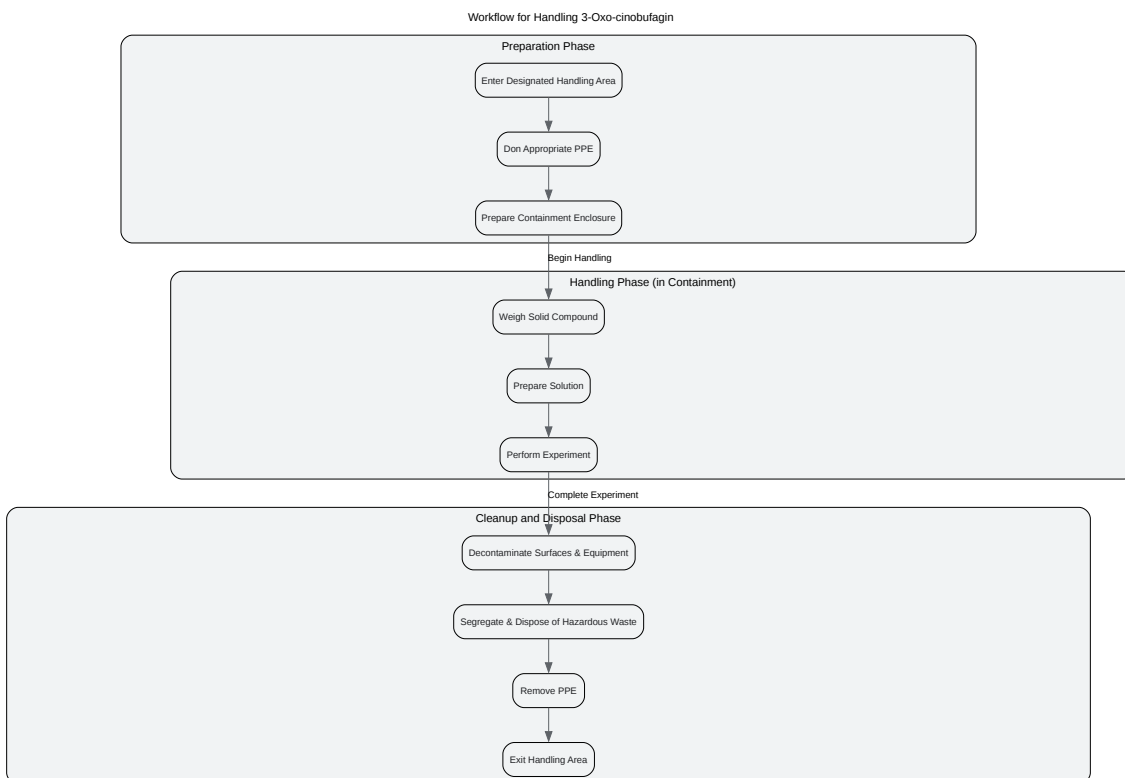 Workflow for Handling 3-Oxo-cinobufagin
Preparation Phase
Enter Designated Handling Area
Don Appropriate PPE
Prepare Containment Enclosure
Begin Handling
Handling Phase (in Containment)
Weigh Solid Compound
Prepare Solution
Perform Experiment
Complete Experiment
Cleanup and Disposal Phase
Decontaminate Surfaces & Equipment
Segregate & Dispose of Hazardous Waste
Remove PPE
Exit Handling Area